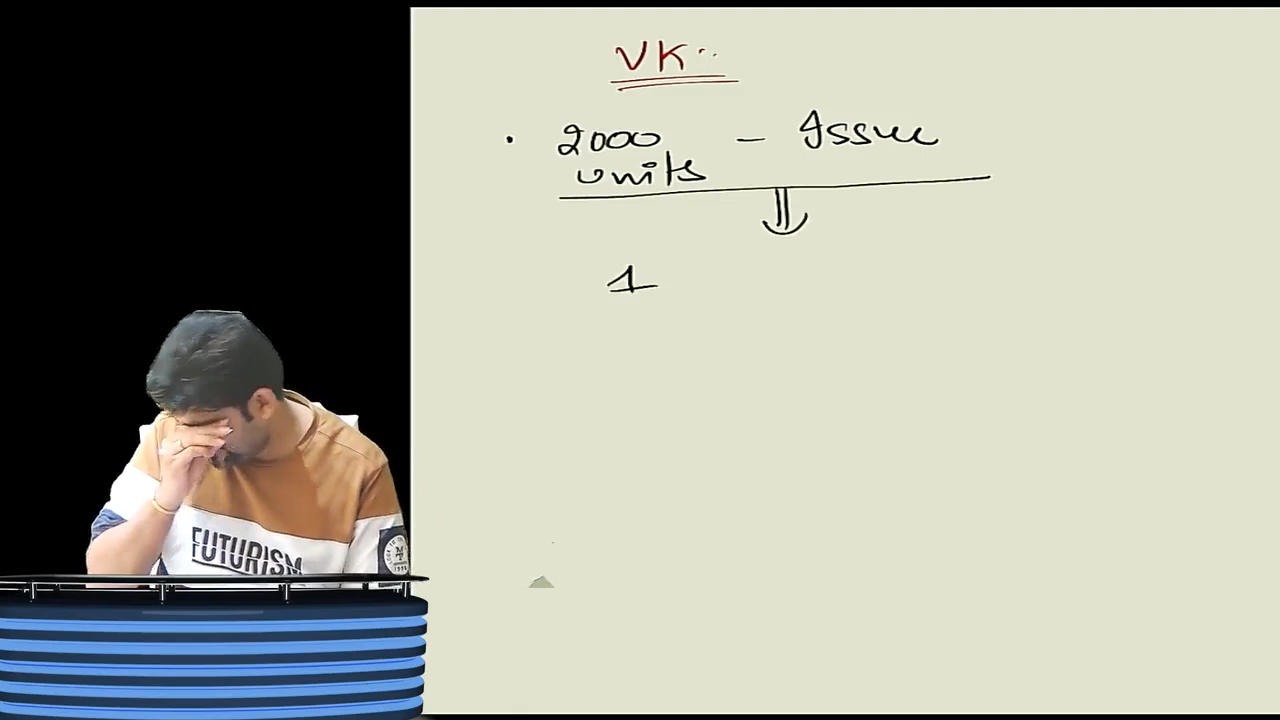 VK:
. 2000 - Issue
units
⇓
1
FUTURISM